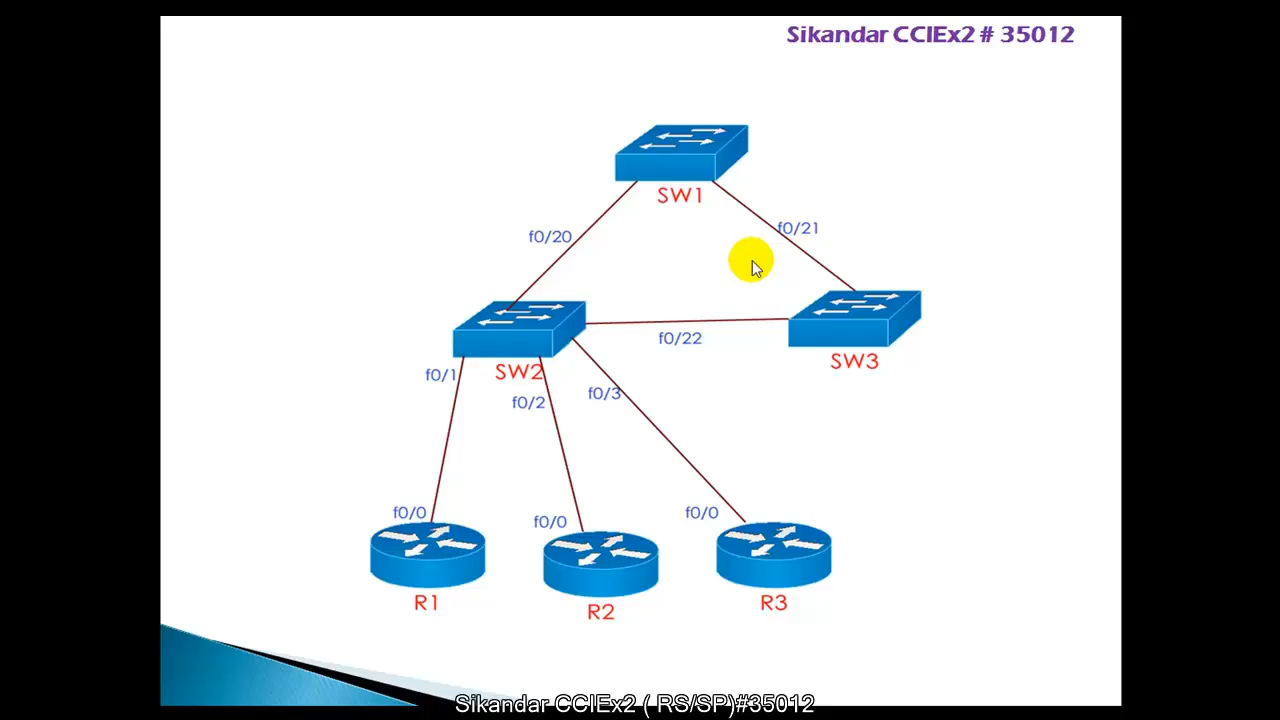 Sikandar CCIEx2 # 35012
SW1
f0/20
f0/21
f0/22
SW2
SW3
f0/1
f0/2
f0/3
f0/0
f0/0
f0/0
R1
R2
R3
Sikandar CCIEx2 ( RS/SP)#35012